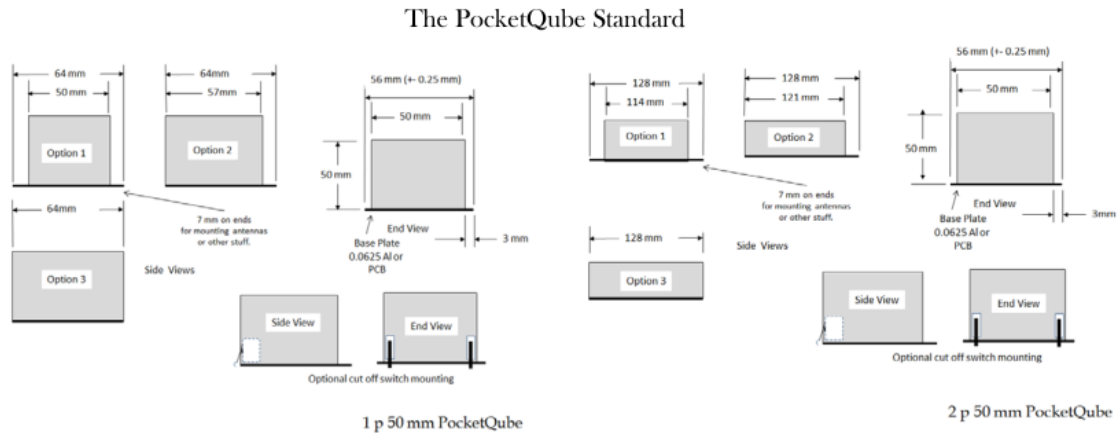 The PocketQube Standard
64 mm
50 mm
Option 1
64mm
57mm
Option 2
56 mm (+- 0.25 mm)
50 mm
50 mm
7 mm on ends
for mounting antennas
or other stuff.
End View
Base Plate
0.0625 Al or
PCB
3 mm
64mm
Option 3
Side Views
Side View
End View
Optional cut off switch mounting
1 p 50 mm PocketQube
128 mm
114 mm
Option 1
128 mm
121 mm
Option 2
56 mm (+- 0.25 mm)
50 mm
50 mm
7 mm on ends
for mounting antennas
or other stuff.
End View
Base Plate
0.0625 Al or
PCB
3mm
128 mm
Option 3
Side Views
Side View
End View
Optional cut off switch mounting
2 p 50 mm PocketQube